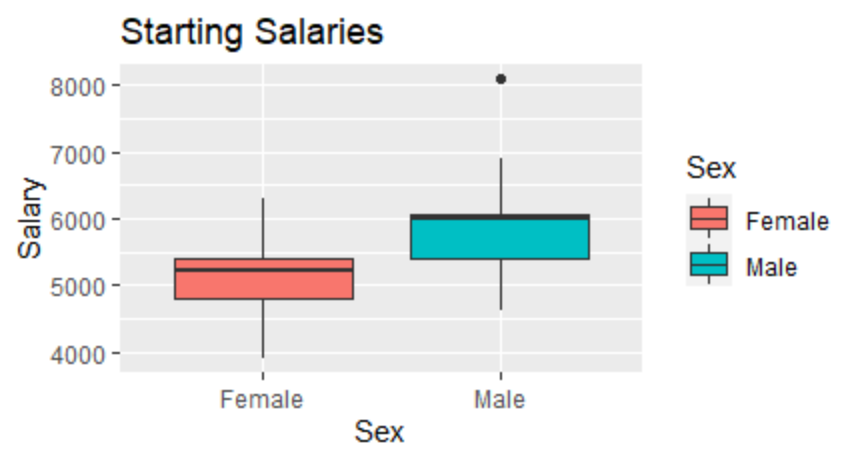 Starting Salaries
8000
7000
6000
5000
4000
Salary
Female Male
Sex
Sex
Female
Male